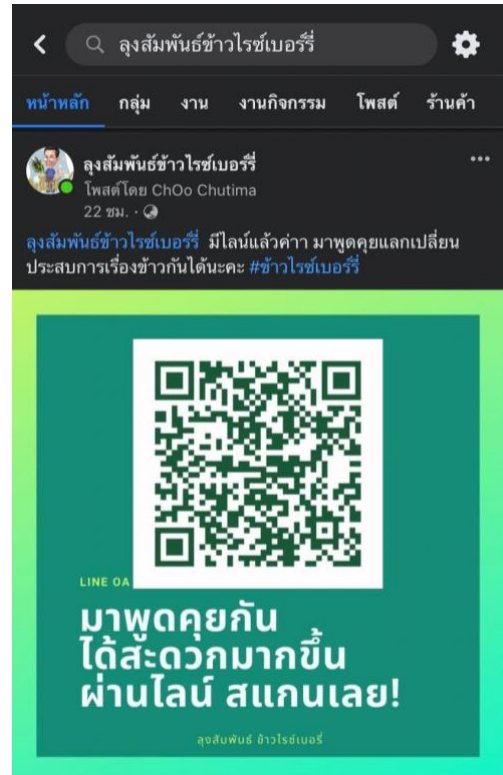 ลุงสัมพันธ์ข้าวไรซ์เบอร์รี่
หน้าหลัก กลุ่ม งาน งานกิจกรรม โพสต์ ร้านค้า
ลุงสัมพันธ์ข้าวไรซ์เบอร์รี่
โพสต์โดย ChOo Chutima
22 ชม. ·
ลุงสัมพันธ์ข้าวไรซ์เบอร์รี่ มีไลน์แล้วค่าา มาพูดคุยแลกเปลี่ยน
ประสบการเรื่องข้าวกันได้นะคะ #ข้าวไรซ์เบอร์รี่
LINE OA
มาพูดคุยกัน
ได้สะดวกมากขึ้น
ผ่านไลน์ สแกนเลย!
ลุงสัมพันธ์ ข้าวไรซ์เบอรี่